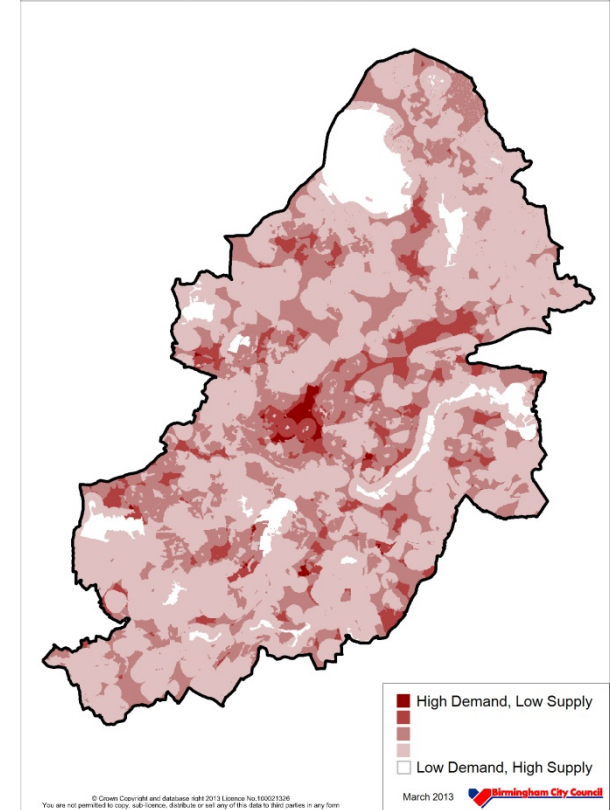 High Demand, Low Supply
Low Demand, High Supply
March 2013
Birmingham City Council
© Crown Copyright and database right 2013 Licence No.100021326
You are not permitted to copy, sub-licence, distribute or sell any of this data to third parties in any form